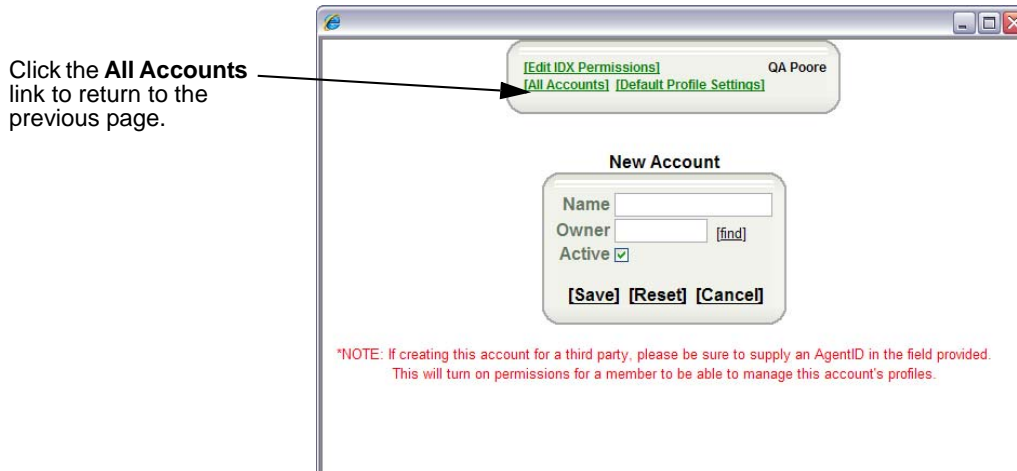 Click the All Accounts
link to return to the
previous page.
[Edit IDX Permissions] QA Poore
[All Accounts] [Default Profile Settings]
New Account
Name
Owner [find]
Active
[Save] [Reset] [Cancel]
*NOTE: If creating this account for a third party, please be sure to supply an AgentID in the field provided.
This will turn on permissions for a member to be able to manage this account's profiles.